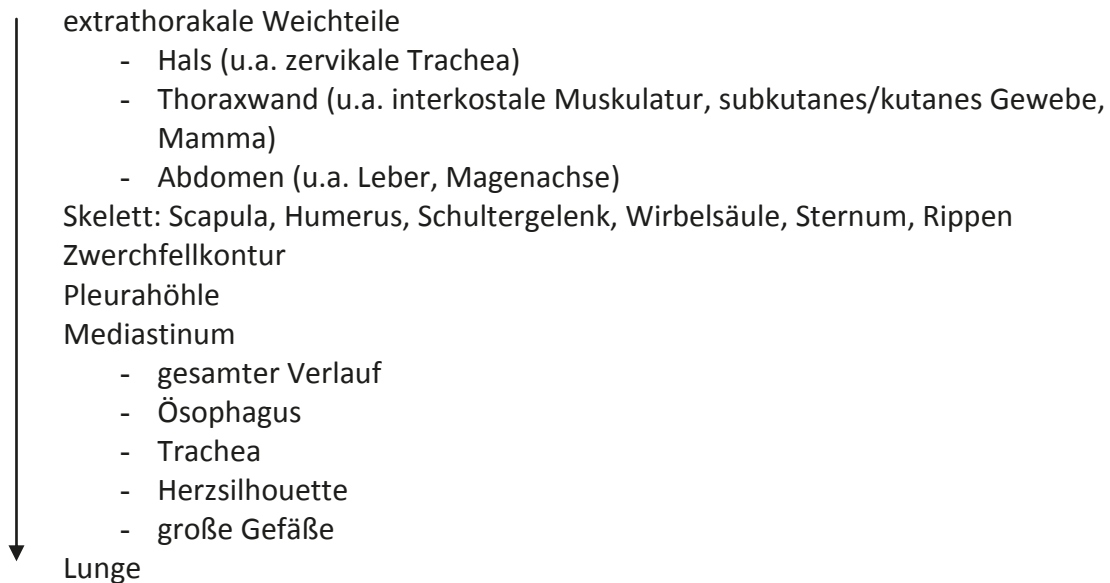 extrathorakale Weichteile
- Hals (u.a. zervikale Trachea)
- Thoraxwand (u.a. interkostale Muskulatur, subkutanes/kutanes Gewebe,
Mamma)
- Abdomen (u.a. Leber, Magenachse)
Skelett: Scapula, Humerus, Schultergelenk, Wirbelsäule, Sternum, Rippen
Zwerchfellkontur
Pleurahöhle
Mediastinum
- gesamter Verlauf
- Ösophagus
- Trachea
- Herzsilhouette
- große Gefäße
Lunge